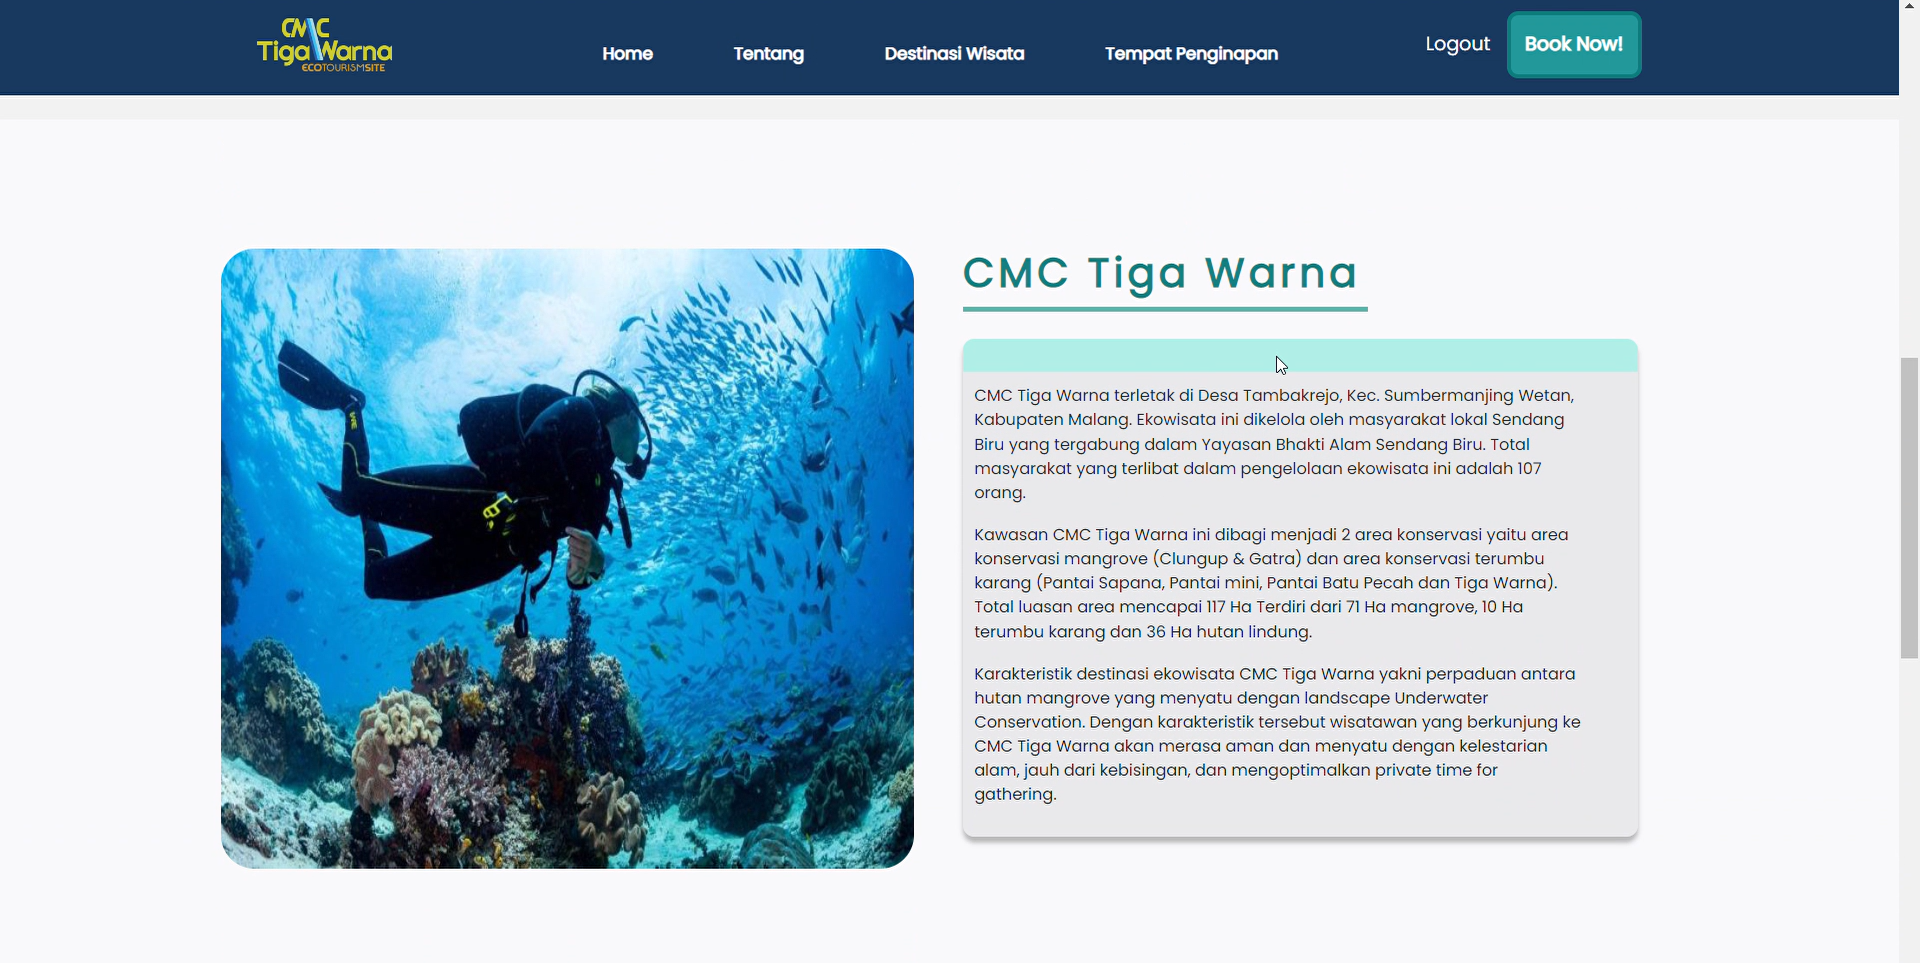 CMC
Tiga Warna
ECOTOURISMSITE
Home
Tentang
Destinasi Wisata
Tempat Penginapan
Logout
Book Now!
CMC Tiga Warna
CMC Tiga Warna terletak di Desa Tambakrejo, Kec. Sumbermanjing Wetan,
Kabupaten Malang. Ekowisata ini dikelola oleh masyarakat lokal Sendang
Biru yang tergabung dalam Yayasan Bhakti Alam Sendang Biru. Total
masyarakat yang terlibat dalam pengelolaan ekowisata ini adalah 107
orang.
Kawasan CMC Tiga Warna ini dibagi menjadi 2 area konservasi yaitu area
konservasi mangrove (Clungup & Gatra) dan area konservasi terumbu
karang (Pantai Sapana, Pantai mini, Pantai Batu Pecah dan Tiga Warna).
Total luasan area mencapai 117 Ha Terdiri dari 71 Ha mangrove, 10 Ha
terumbu karang dan 36 Ha hutan lindung.
Karakteristik destinasi ekowisata CMC Tiga Warna yakni perpaduan antara
hutan mangrove yang menyatu dengan landscape Underwater
Conservation. Dengan karakteristik tersebut wisatawan yang berkunjung ke
CMC Tiga Warna akan merasa aman dan menyatu dengan kelestarian
alam, jauh dari kebisingan, dan mengoptimalkan private time for
gathering.